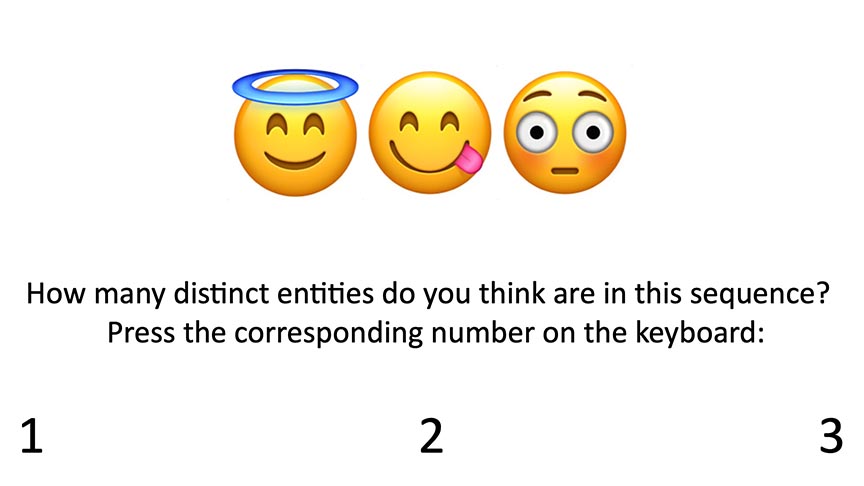 How many distinct entities do you think are in this sequence?
Press the corresponding number on the keyboard:
1 2 3